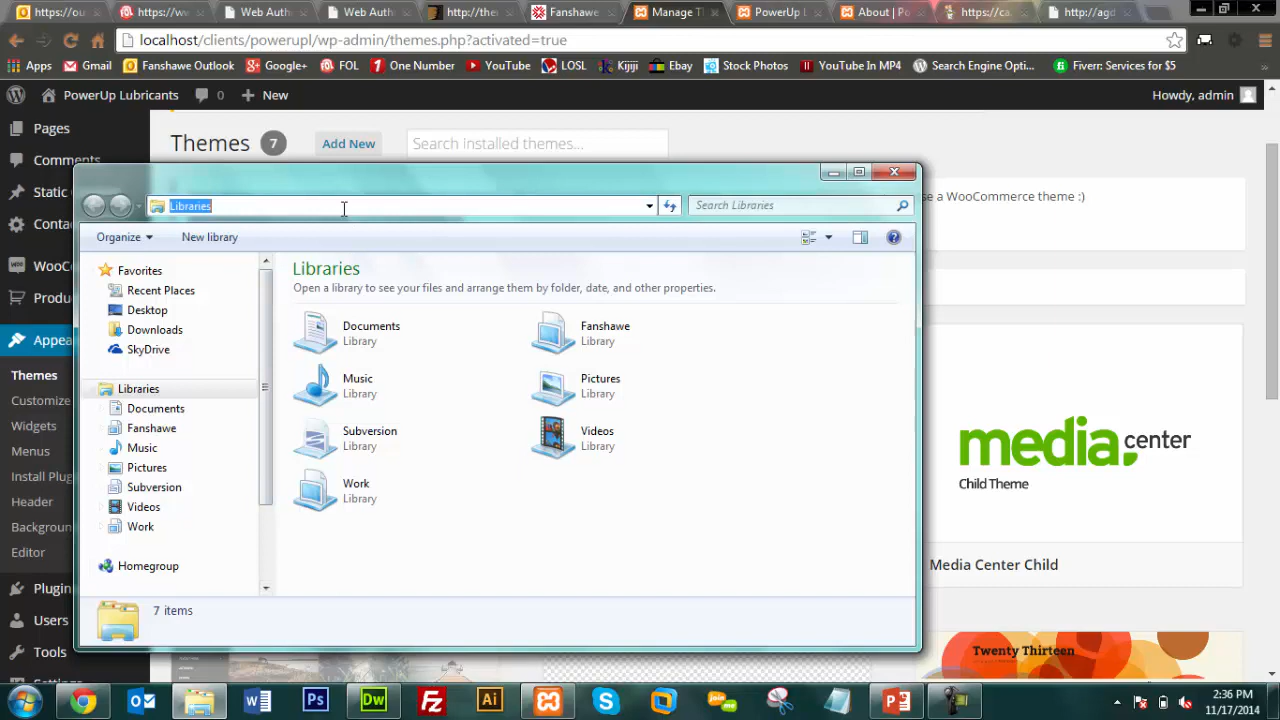 https://ou
https://ww
Web Auth
Web Auth
http://the
Fanshawe
Manage Th
PowerUp L
About | Po
https://ca.
http://agd
localhost/clients/powerupl/wp-admin/themes.php?activated=true
Apps
Gmail
Fanshawe Outlook
Google+
FOL
One Number
YouTube
LOSL
Kijiji
Ebay
Stock Photos
YouTube In MP4
Search Engine Opti...
Fiverr: Services for $5
PowerUp Lubricants
0
New
Howdy, admin
Pages
Comments
Static
Conta
WooC
Produ
Appea
Themes
Customize
Widgets
Menus
Install Plug
Header
Backgroun
Editor
Plugin
Users
Tools
Themes 7
Add New
Search installed themes...
se a WooCommerce theme :)
Libraries
Search Libraries
Organize
New library
Favorites
Recent Places
Desktop
Downloads
SkyDrive
Libraries
Documents
Fanshawe
Music
Pictures
Subversion
Videos
Work
Homegroup
Libraries
Open a library to see your files and arrange them by folder, date, and other properties.
Documents
Library
Fanshawe
Library
Music
Library
Pictures
Library
Subversion
Library
Videos
Library
Work
Library
7 items
media center
Child Theme
Media Center Child
Twenty Thirteen
Ps
Dw
Fz
Ai
2:36 PM
11/17/2014